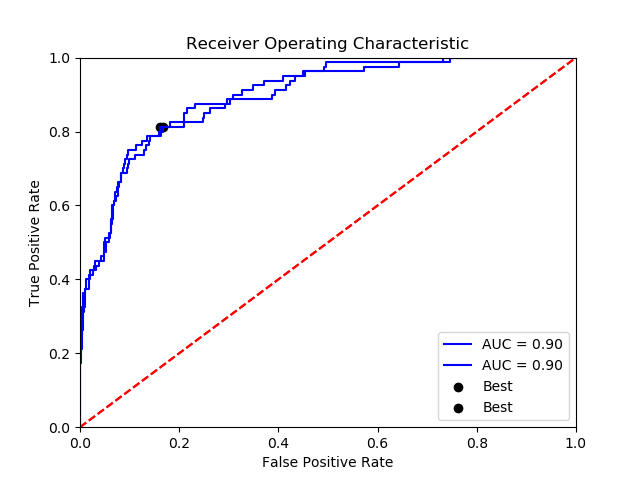 Receiver Operating Characteristic
1.0
0.8
0.6
0.4
0.2
0.0
True Positive Rate
0.0 0.2 0.4 0.6 0.8 1.0
False Positive Rate
AUC = 0.90
AUC = 0.90
Best
Best